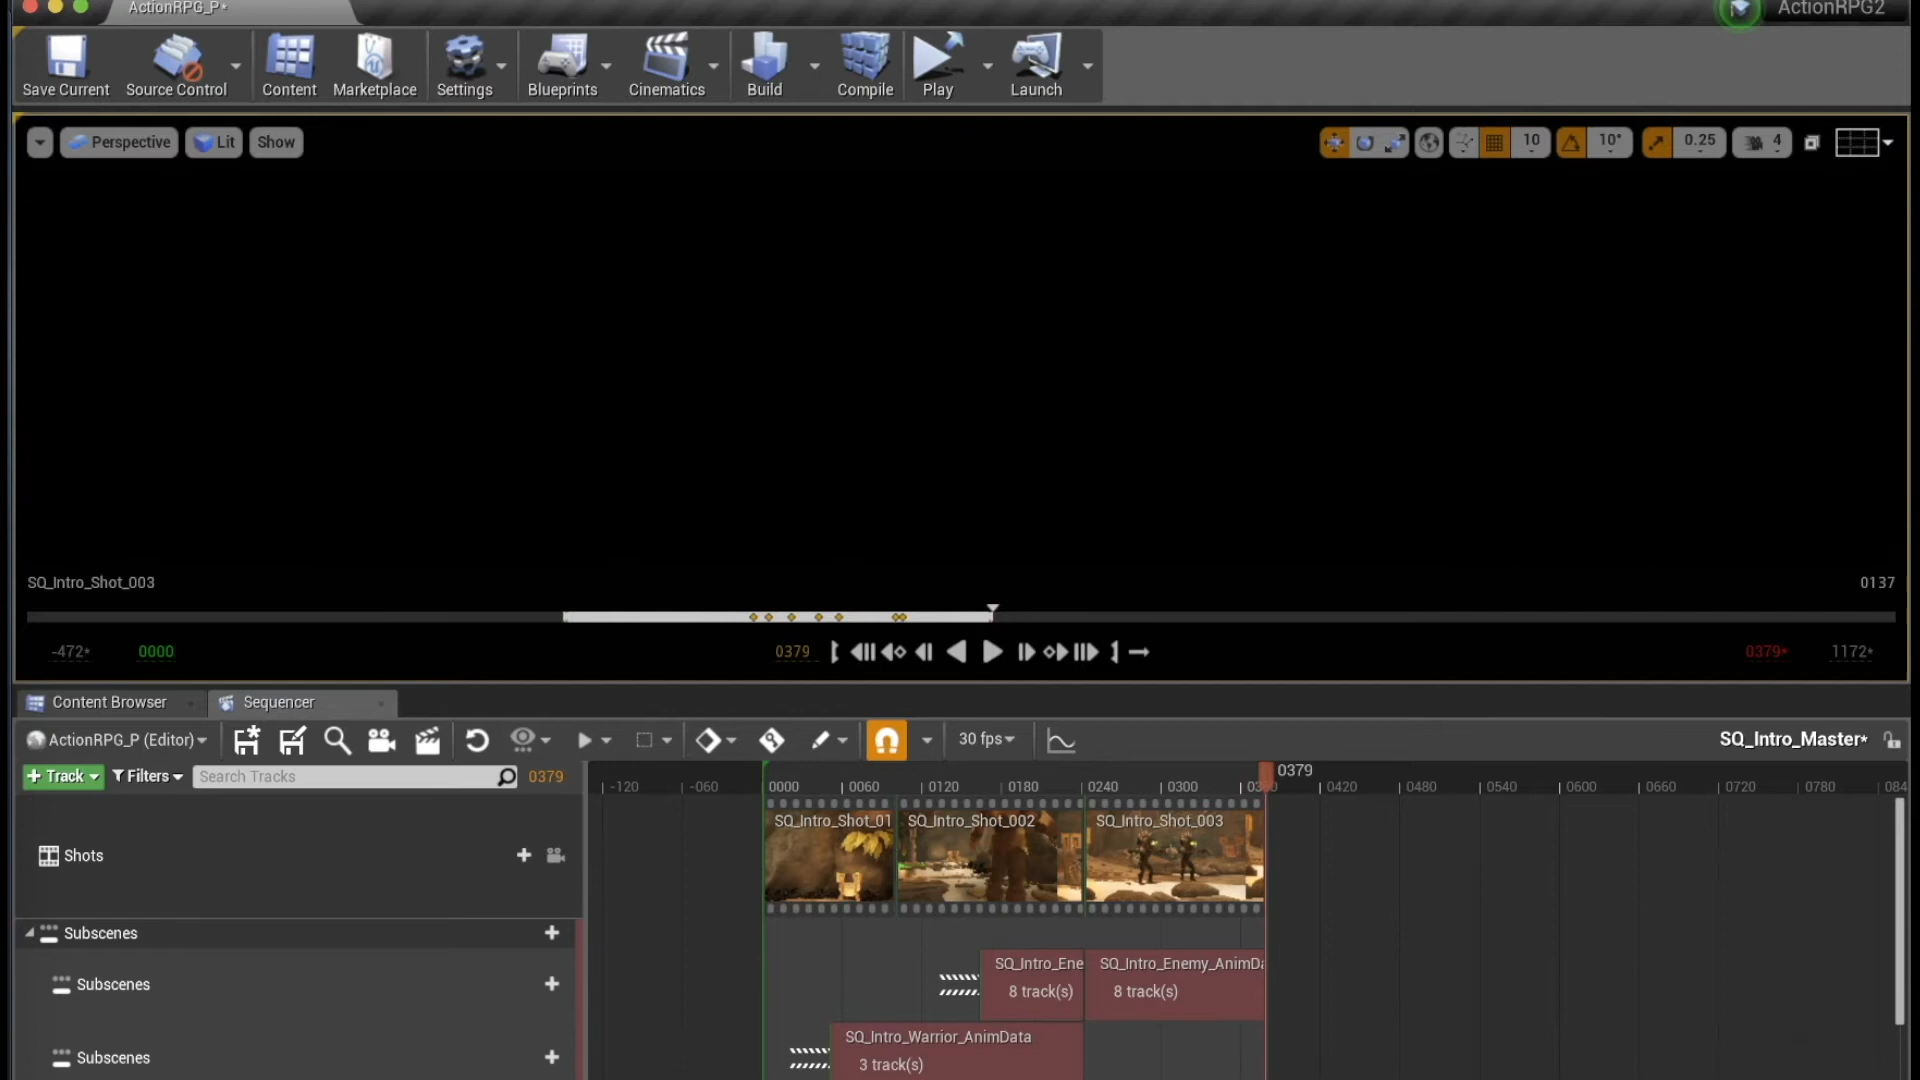 ActionRPG_P*
ActionRPG2
Save Current
Source Control
Content
Marketplace
Settings
Blueprints
Cinematics
Build
Compile
Play
Launch
Perspective
Lit
Show
10
10°
0.25
4
SQ_Intro_Shot_003
0137
-472*
0000
0379
0379*
1172*
Content Browser
Sequencer
ActionRPG_P (Editor)
30 fps
SQ_Intro_Master*
+ Track
Filters
Search Tracks
0379
0379
-120
-060
0000
0060
0120
0180
0240
0300
0420
0480
0540
0600
0660
0720
0780
084
SQ_Intro_Shot_01
SQ_Intro_Shot_002
SQ_Intro_Shot_003
Shots
Subscenes
SQ_Intro_Ene
SQ_Intro_Enemy_AnimDa
Subscenes
8 track(s)
8 track(s)
SQ_Intro_Warrior_AnimData
Subscenes
3 track(s)